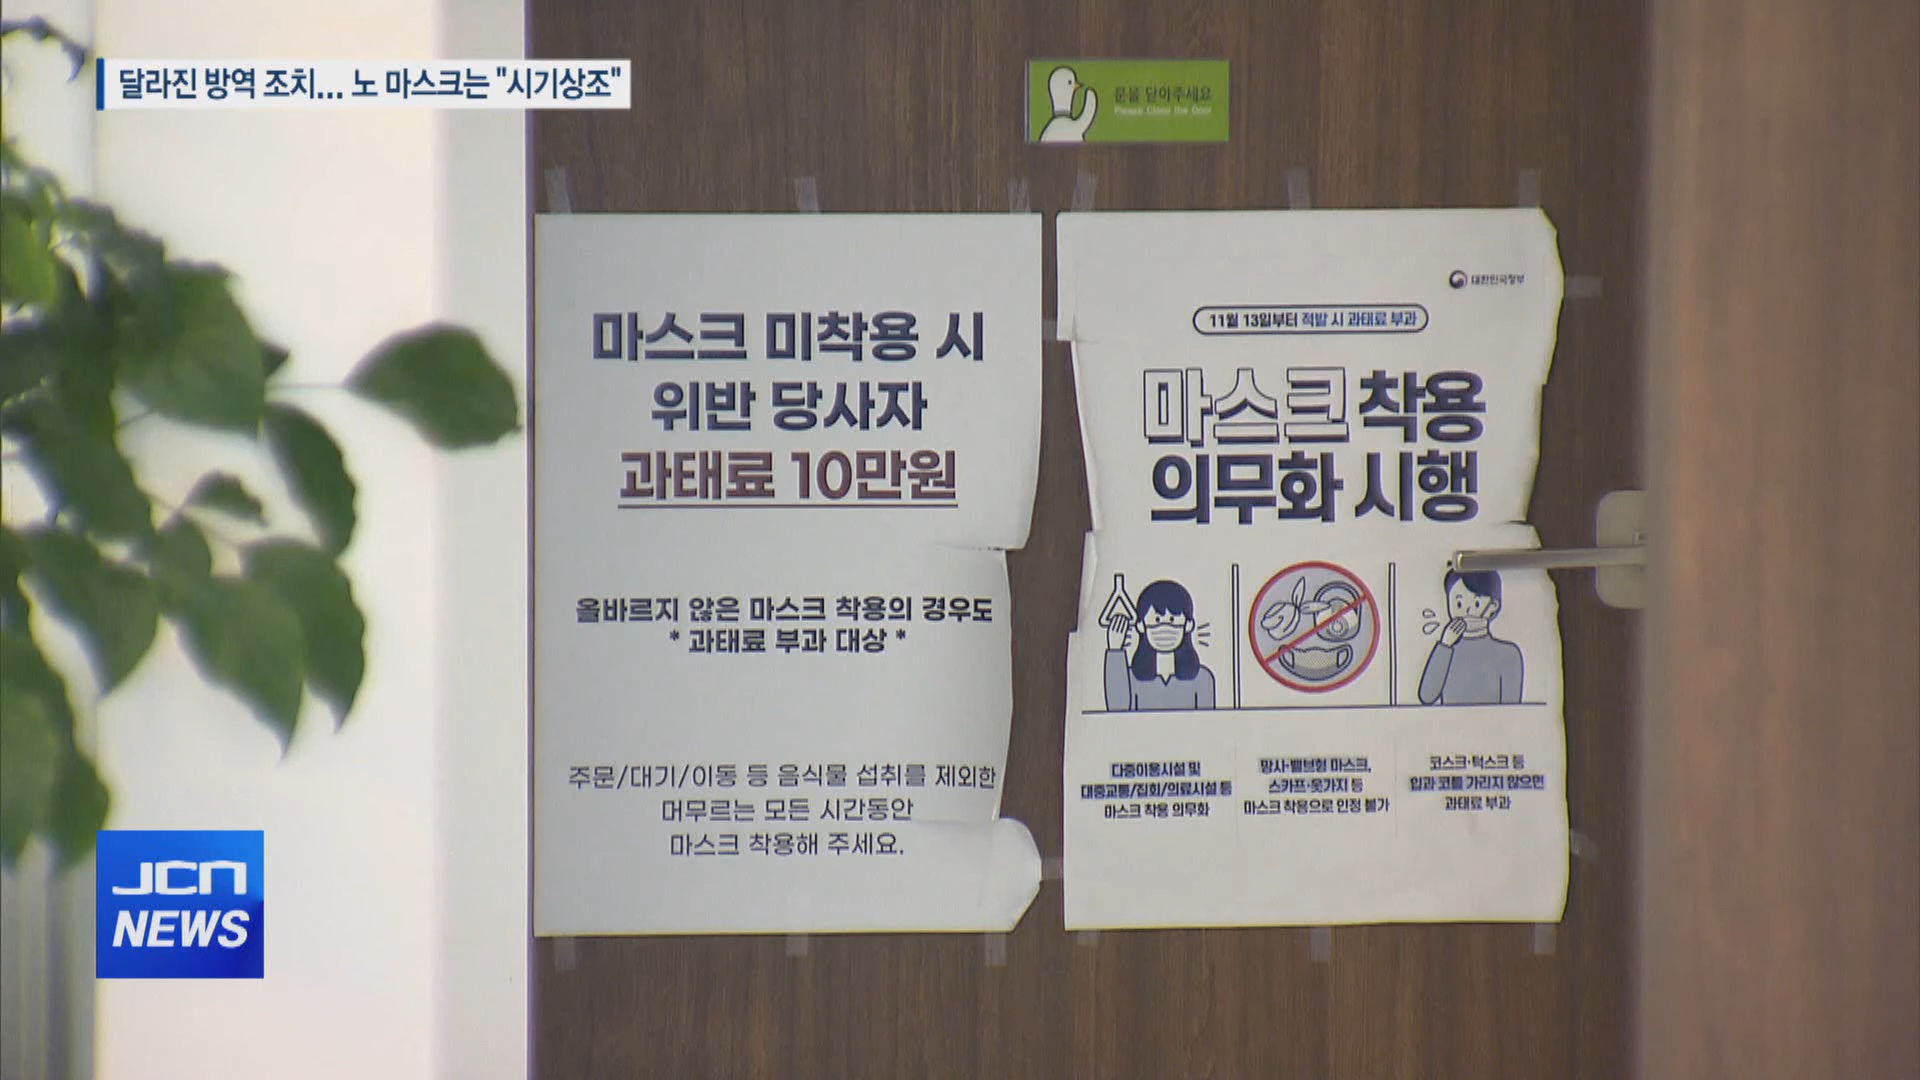 달라진 방역 조치... 노 마스크는 "시기상조"
문을 닫아주세요
Please Close the Door
마스크 미착용 시
위반 당사자
과태료 10만원
올바르지 않은 마스크 착용의 경우도
* 과태료 부과 대상 *
주문/대기/이동 등 음식물 섭취를 제외한
머무르는 모든 시간동안
마스크 착용해 주세요.
대한민국정부
11월 13일부터 적발 시 과태료 부과
마스크 착용
의무화 시행
다중이용시설 및
대중교통/집회/의료시설 등
마스크 착용 의무화
망사·밸브형 마스크,
스카프·옷가지 등
마스크 착용으로 인정 불가
코스크·턱스크 등
입과 코를 가리지 않으면
과태료 부과
JCN
NEWS